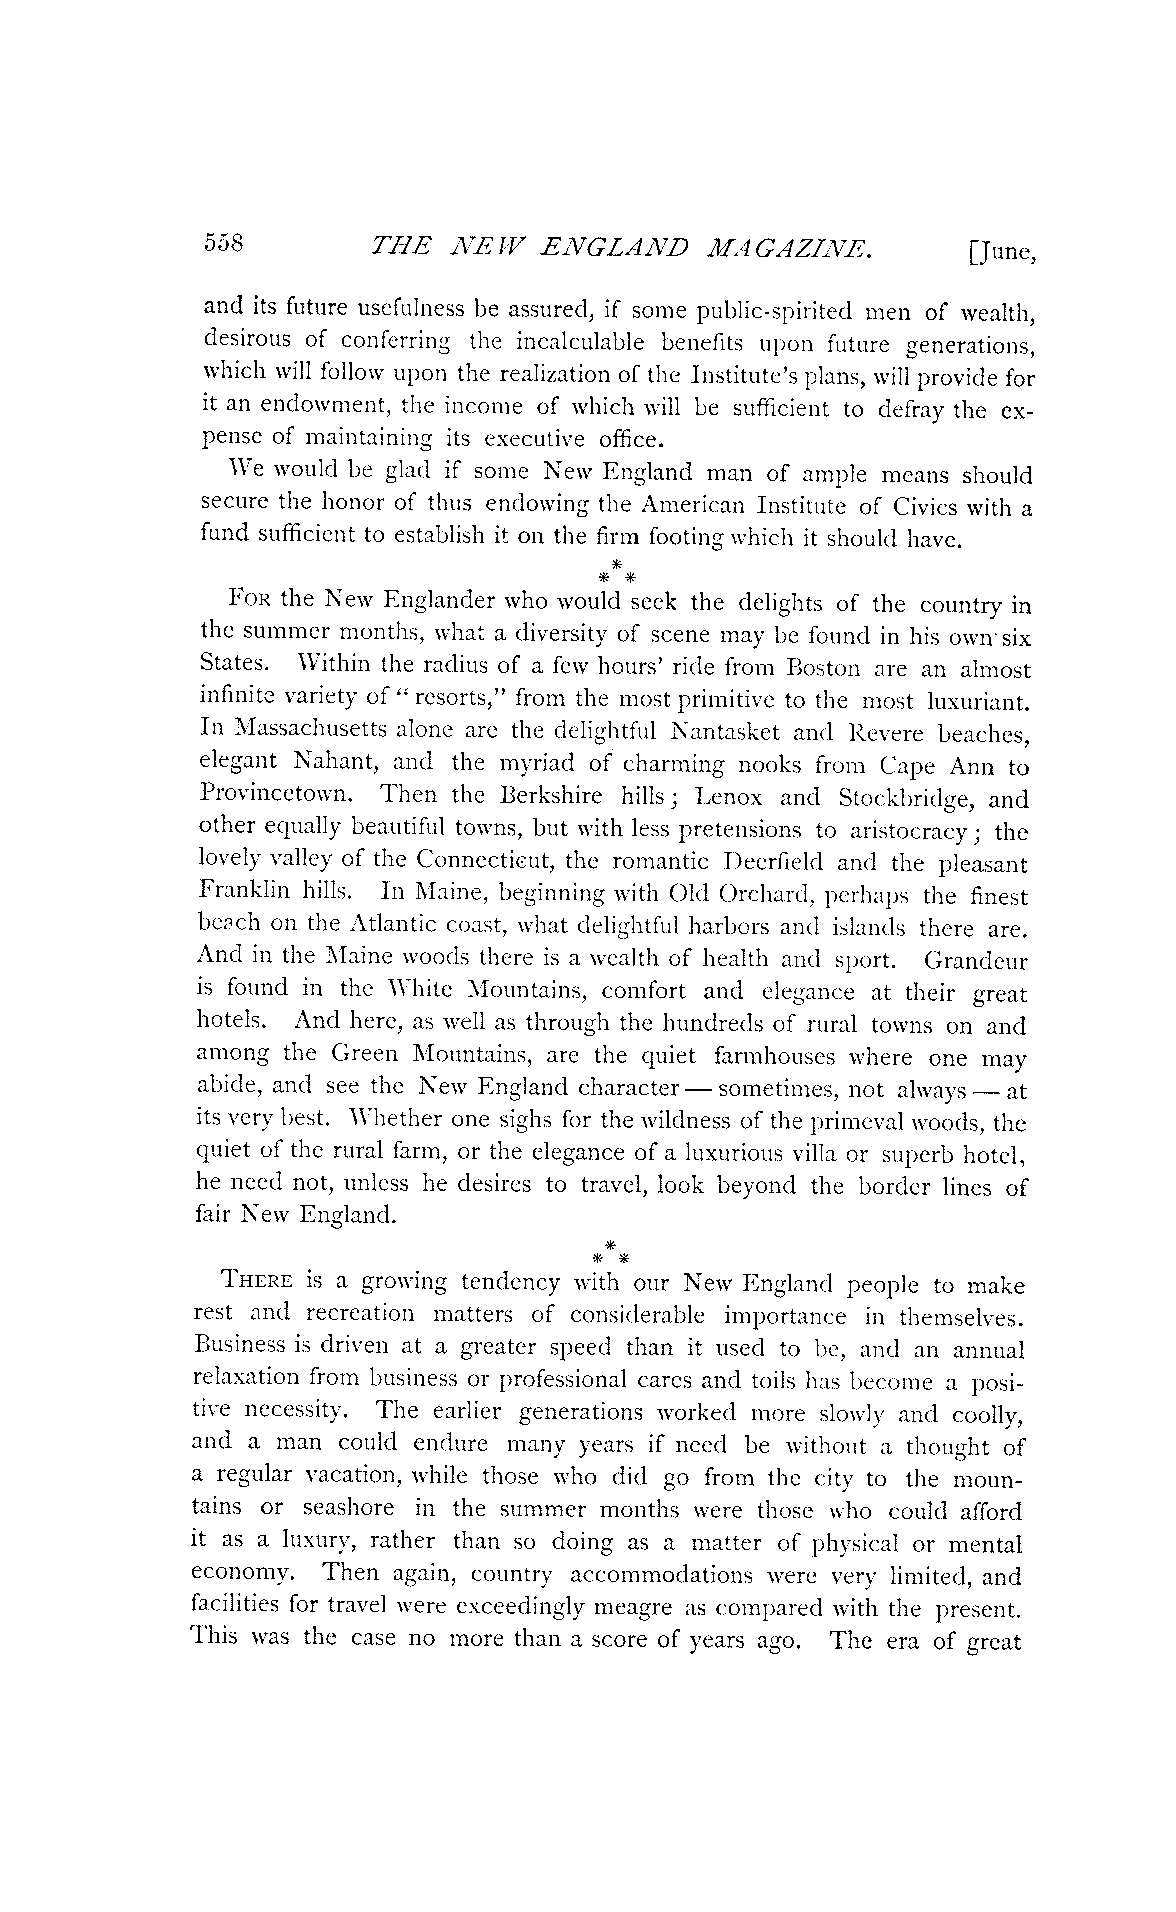 558 THE NEW ENGLAND MAGAZINE. [June,
and its future usefulness be assured, if some public-spirited men of wealth,
desirous of conferring the incalculable benefits upon future generations,
which will follow upon the realization of the Institute's plans, will provide for
it an endowment, the income of which will be sufficient to defray the ex-
pense of maintaining its executive office.
We would be glad if some New England man of ample means should
secure the honor of thus endowing the American Institute of Civics with a
fund sufficient to establish it on the firm footing which it should have.
*
* *
FOR the New Englander who would seek the delights of the country in
the summer months, what a diversity of scene may be found in his own six
States. Within the radius of a few hours' ride from Boston are an almost
infinite variety of “ resorts,” from the most primitive to the most luxuriant.
In Massachusetts alone are the delightful Nantasket and Revere beaches,
elegant Nahant, and the myriad of charming nooks from Cape Ann to
Provincetown. Then the Berkshire hills; Lenox and Stockbridge, and
other equally beautiful towns, but with less pretensions to aristocracy; the
lovely valley of the Connecticut, the romantic Deerfield and the pleasant
Franklin hills. In Maine, beginning with Old Orchard, perhaps the finest
beach on the Atlantic coast, what delightful harbors and islands there are.
And in the Maine woods there is a wealth of health and sport. Grandeur
is found in the White Mountains, comfort and elegance at their great
hotels. And here, as well as through the hundreds of rural towns on and
among the Green Mountains, are the quiet farmhouses where one may
abide, and see the New England character — sometimes, not always — at
its very best. Whether one sighs for the wildness of the primeval woods, the
quiet of the rural farm, or the elegance of a luxurious villa or superb hotel,
he need not, unless he desires to travel, look beyond the border lines of
fair New England.
*
* *
THERE is a growing tendency with our New England people to make
rest and recreation matters of considerable importance in themselves.
Business is driven at a greater speed than it used to be, and an annual
relaxation from business or professional cares and toils has become a posi-
tive necessity. The earlier generations worked more slowly and coolly,
and a man could endure many years if need be without a thought of
a regular vacation, while those who did go from the city to the moun-
tains or seashore in the summer months were those who could afford
it as a luxury, rather than so doing as a matter of physical or mental
economy. Then again, country accommodations were very limited, and
facilities for travel were exceedingly meagre as compared with the present.
This was the case no more than a score of years ago. The era of great